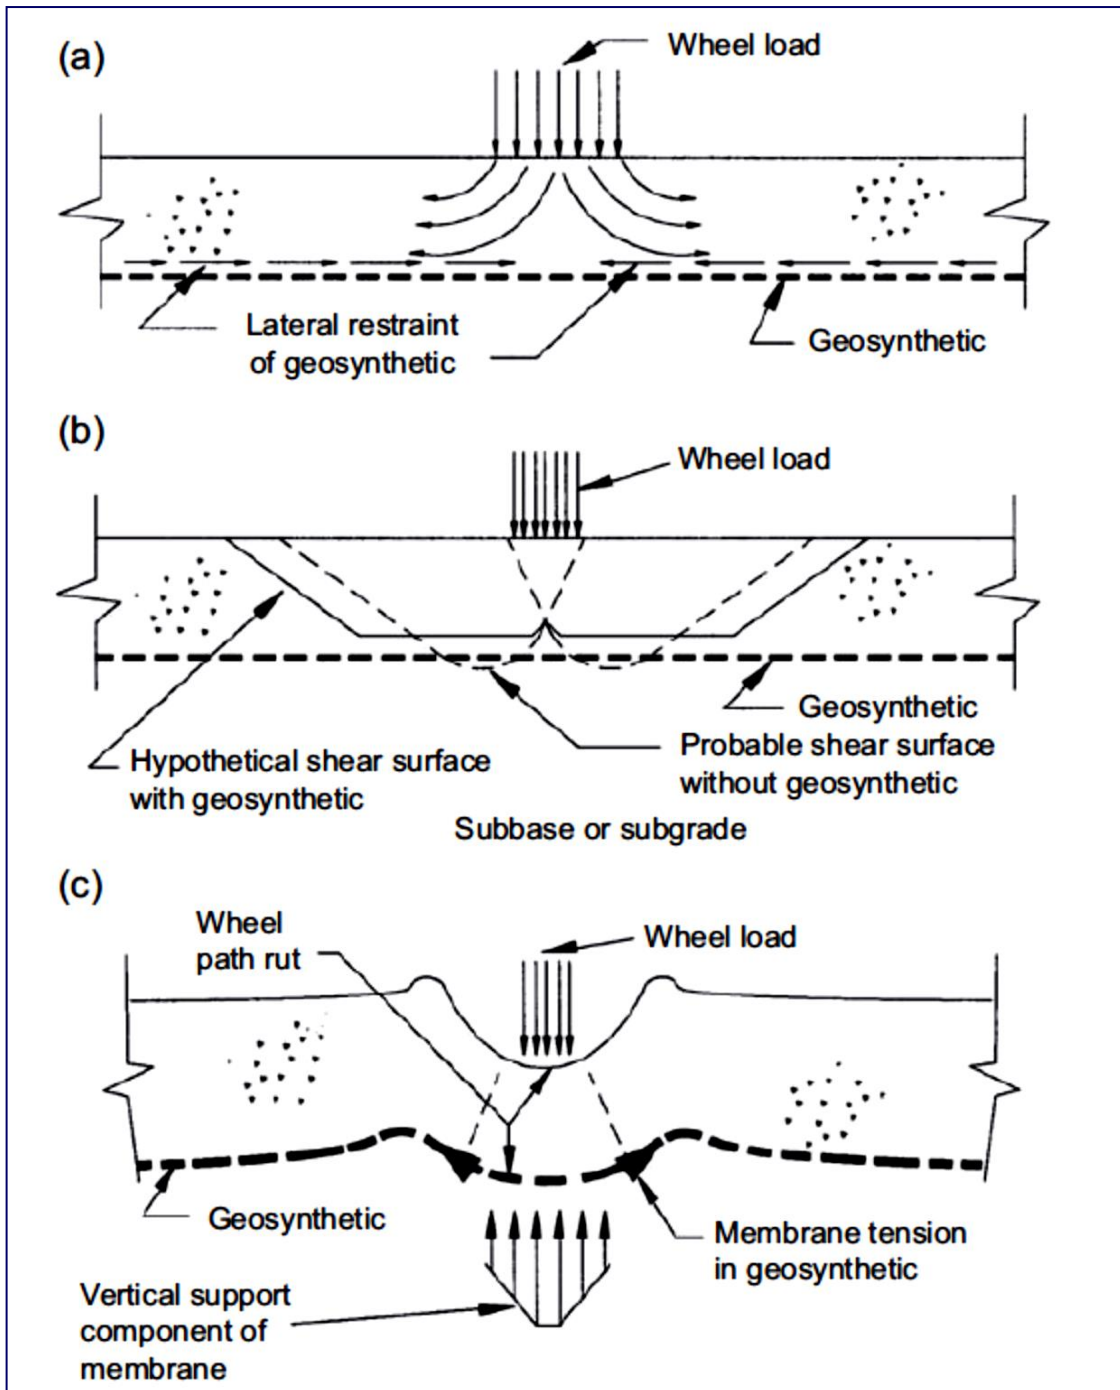 (a)
Wheel load
Lateral restraint
of geosynthetic
Geosynthetic
(b)
Wheel load
Geosynthetic
Hypothetical shear surface
with geosynthetic
Probable shear surface
without geosynthetic
Subbase or subgrade
(c)
Wheel
path rut
Wheel load
Geosynthetic
Membrane tension
in geosynthetic
Vertical support
component of
membrane